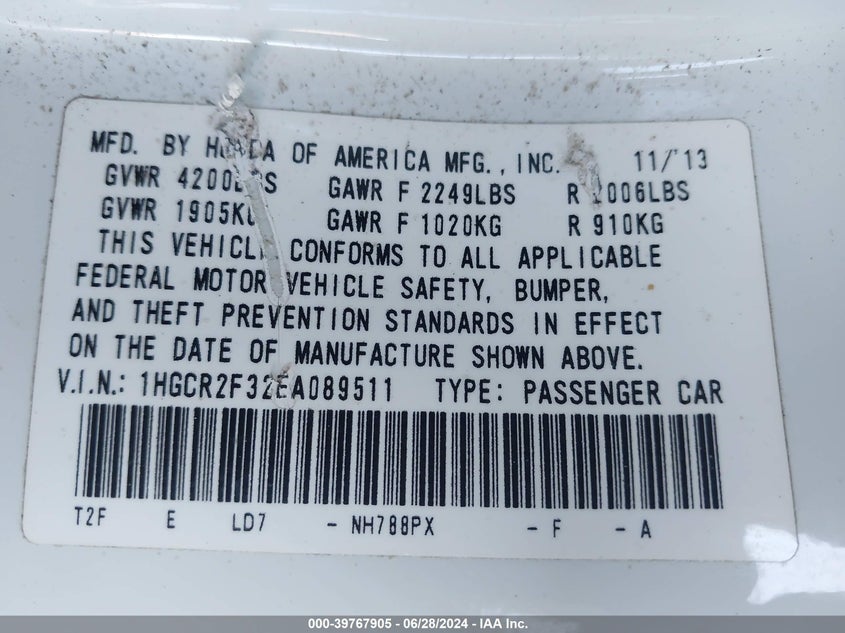 MFD. BY HONDA OF AMERICA MFG., INC. 11/13
GVWR 4200LBS GAWR F 2249LBS R 2006LBS
GVWR 1905KG GAWR F 1020KG R 910KG
THIS VEHICLE CONFORMS TO ALL APPLICABLE
FEDERAL MOTOR VEHICLE SAFETY, BUMPER,
AND THEFT PREVENTION STANDARDS IN EFFECT
ON THE DATE OF MANUFACTURE SHOWN ABOVE.
V.I.N.: 1HGCR2F32EA089511 TYPE: PASSENGER CAR
T2F E LD7 - NH788PX - F - A
000-39767905 - 06/28/2024 - IAA Inc.